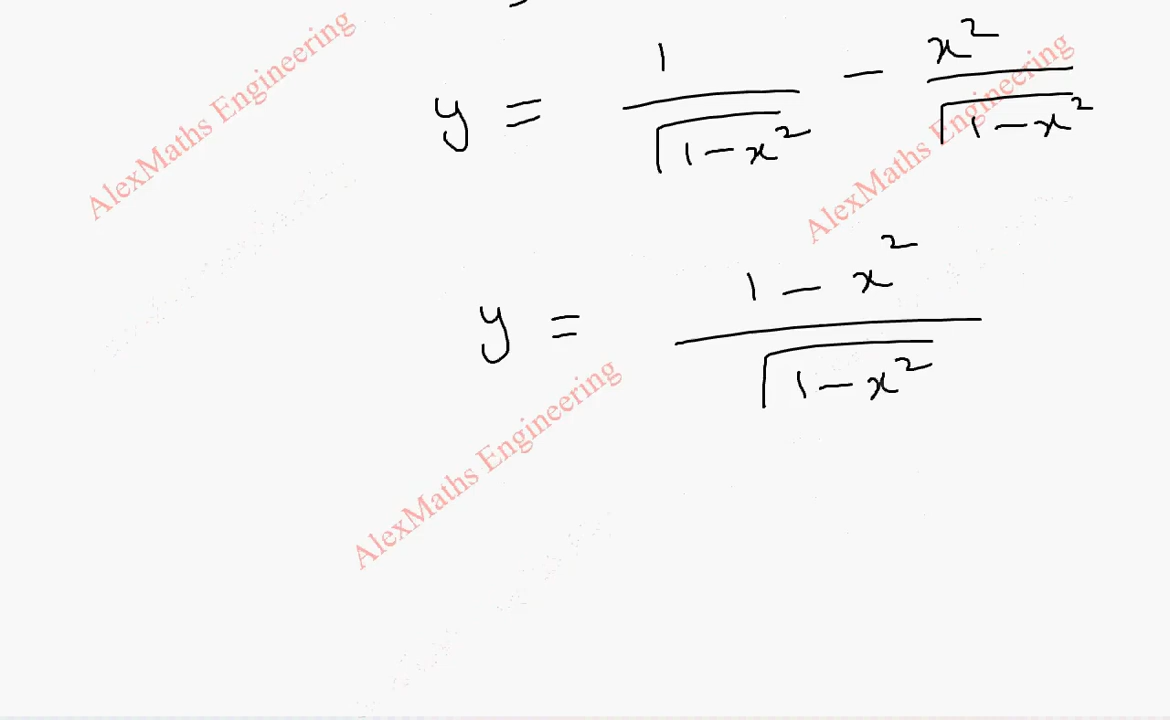 y = 1/√(1-x²) - x²/√(1-x²)
y = (1-x²)/√(1-x²)
AlexMaths Engineering
AlexMaths Engineering
AlexMaths Engineering